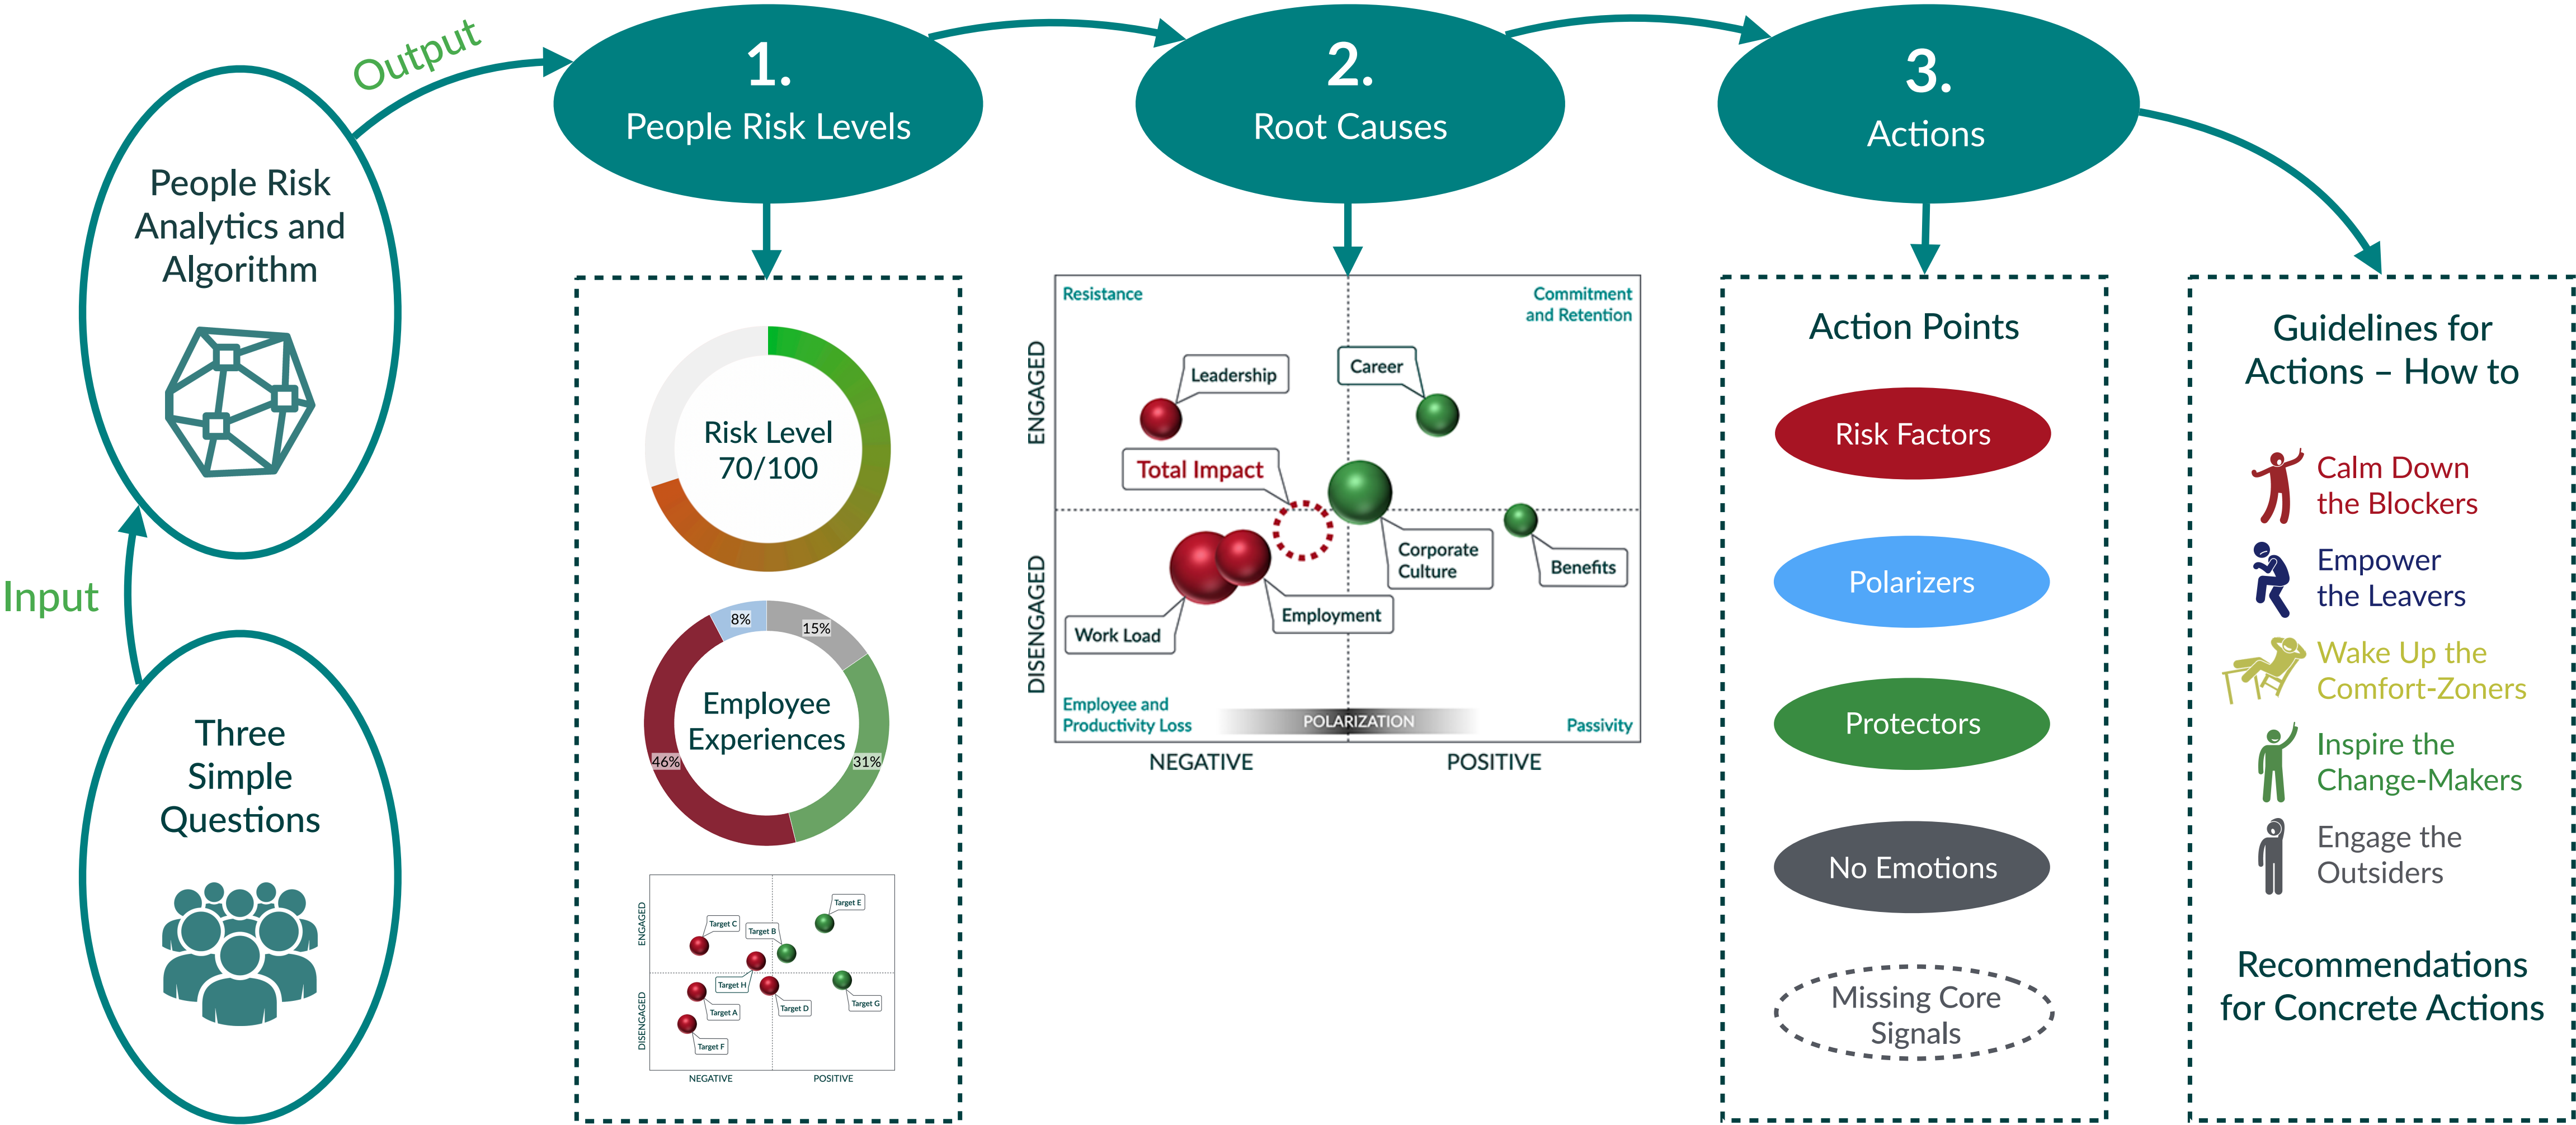 Output
Input
People Risk
Analytics and
Algorithm
Three
Simple
Questions
1.
People Risk Levels
Risk Level
70/100
8%
15%
46%
31%
Employee
Experiences
ENGAGED
DISENGAGED
Target E
Target C
Target B
Target H
Target G
Target A
Target D
Target F
NEGATIVE
POSITIVE
2.
Root Causes
Resistance
Commitment
and Retention
ENGAGED
DISENGAGED
Leadership
Career
Total Impact
Corporate
Culture
Benefits
Employment
Work Load
Employee and
Productivity Loss
POLARIZATION
Passivity
NEGATIVE
POSITIVE
3.
Actions
Action Points
Risk Factors
Polarizers
Protectors
No Emotions
Missing Core
Signals
Guidelines for
Actions – How to
Calm Down
the Blockers
Empower
the Leavers
Wake Up the
Comfort-Zoners
Inspire the
Change-Makers
Engage the
Outsiders
Recommendations
for Concrete Actions